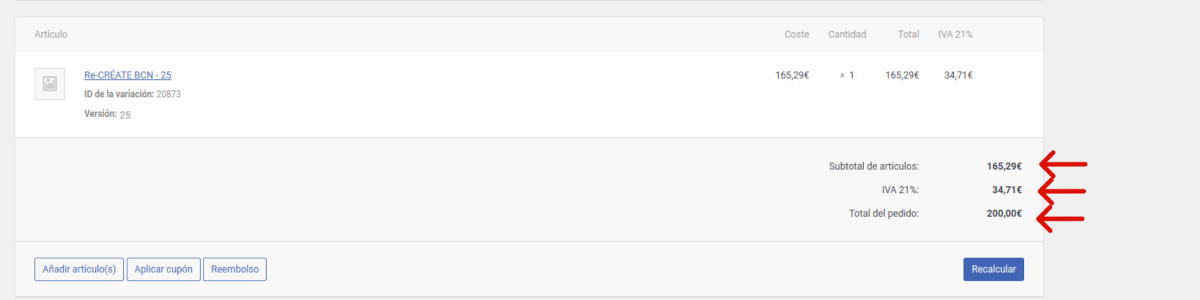 Artículo Coste Cantidad Total IVA 21%
Re-CRÉATE BCN - 25 165,29€ × 1 165,29€ 34,71€
ID de la variación: 20873
Versión: 25
Subtotal de artículos: 165,29€
IVA 21%: 34,71€
Total del pedido: 200,00€
Añadir artículo(s) Aplicar cupón Reembolso Recalcular